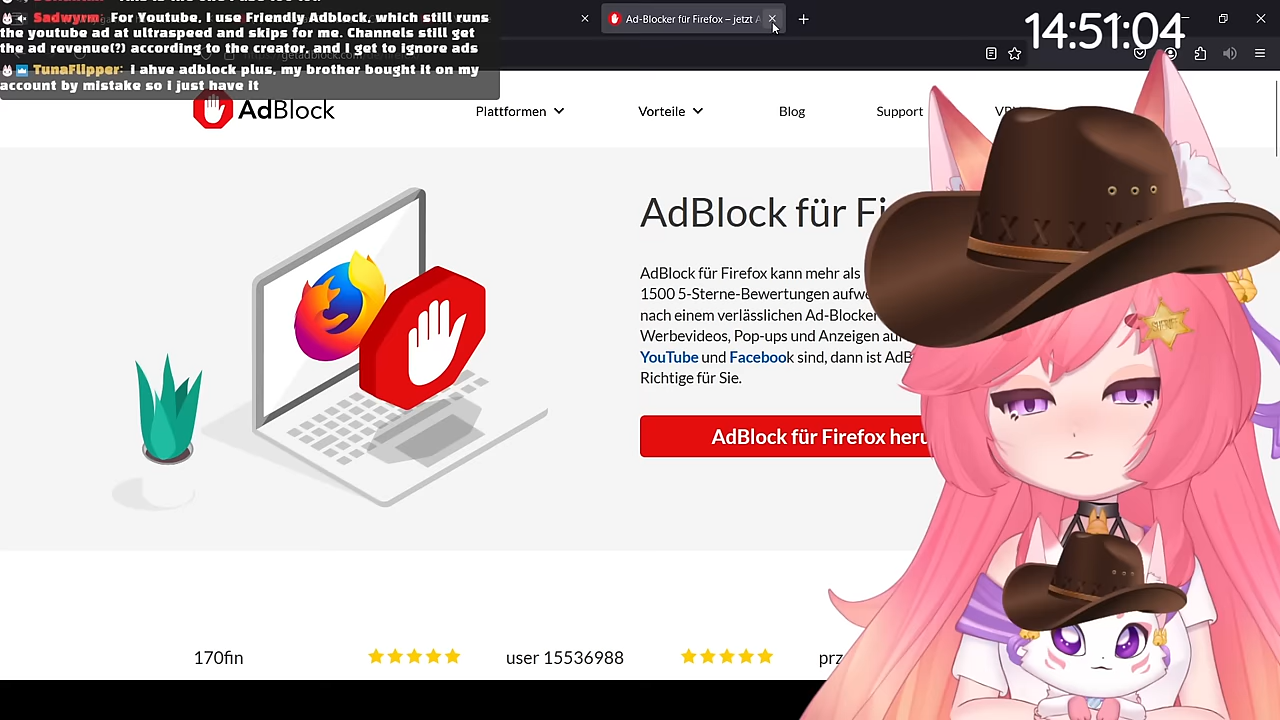 Sadwyrm: For Youtube, I use Friendly Adblock, which still runs
the youtube ad at ultraspeed and skips for me. Channels still get
the ad revenue(?) according to the creator, and I get to ignore ads
TunaFlipper: I ahve adblock plus, my brother bought it on my
account by mistake so I just have it
Ad-Blocker für Firefox – jetzt A
14:51:04
AdBlock
Plattformen
Vorteile
Blog
Support
AdBlock für Fi
AdBlock für Firefox kann mehr als
1500 5-Sterne-Bewertungen aufwe
nach einem verlässlichen Ad-Blocker
Werbevideos, Pop-ups und Anzeigen au
YouTube und Facebook sind, dann ist AdB
Richtige für Sie.
AdBlock für Firefox heru
SHERIFF
170fin
user 15536988
prz